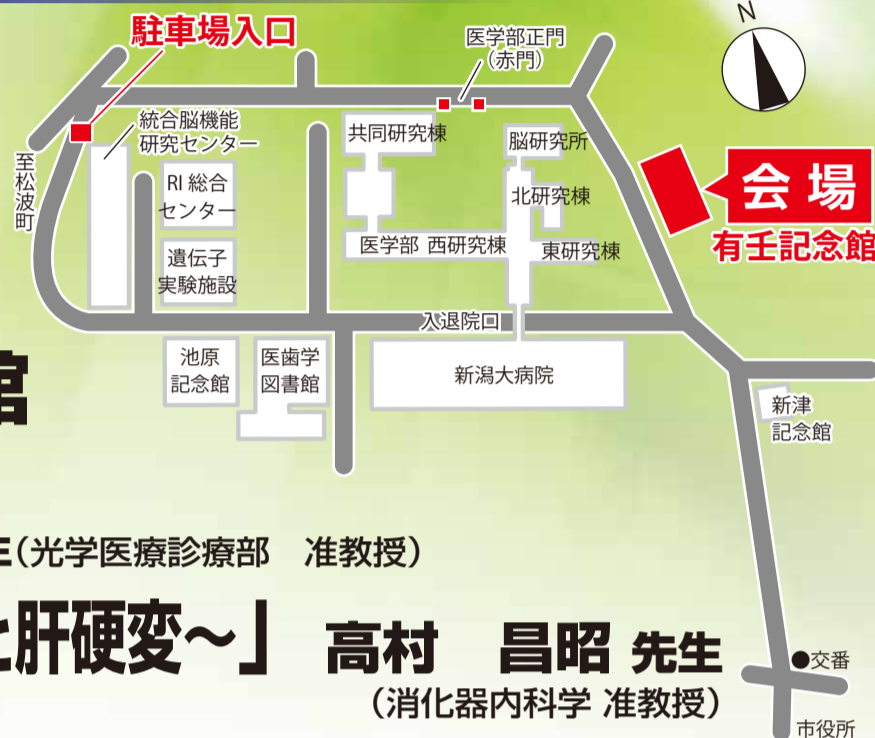 N
駐車場入口
医学部正門
（赤門）
統合脳機能
研究センター
共同研究棟
脳研究所
至松波町
RI 総合
センター
北研究棟
会 場
有壬記念館
医学部 西研究棟
東研究棟
遺伝子
実験施設
入退院口
池原
記念館
医歯学
図書館
新潟大病院
館
新津
記念館
（光学医療診療部　准教授）
と肝硬変～」 高村　昌昭 先生
（消化器内科学 准教授）
●交番
市役所